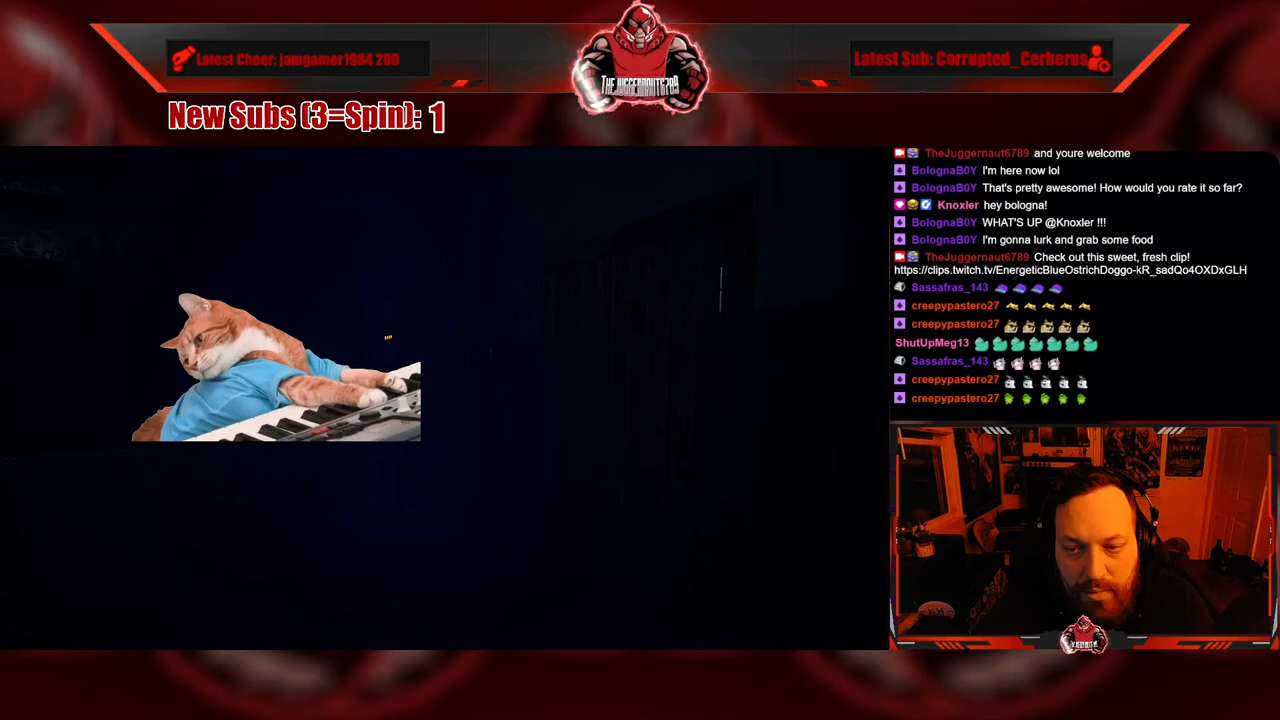 Latest Cheer: jamgamer1984 200
THEJUGGERNAUT6789
Latest Sub: Corrupted_Cerberus
New Subs (3=Spin): 1
TheJuggernaut6789 and youre welcome
BolognaB0Y I'm here now lol
BolognaB0Y That's pretty awesome! How would you rate it so far?
Knoxler hey bologna!
BolognaB0Y WHAT'S UP @Knoxler !!!
BolognaB0Y I'm gonna lurk and grab some food
TheJuggernaut6789 Check out this sweet, fresh clip!
https://clips.twitch.tv/EnergeticBlueOstrichDoggo-kR_sadQo4OXDxGLH
Sassafras_143
creepypastero27
creepypastero27
ShutUpMeg13
Sassafras_143
creepypastero27
creepypastero27